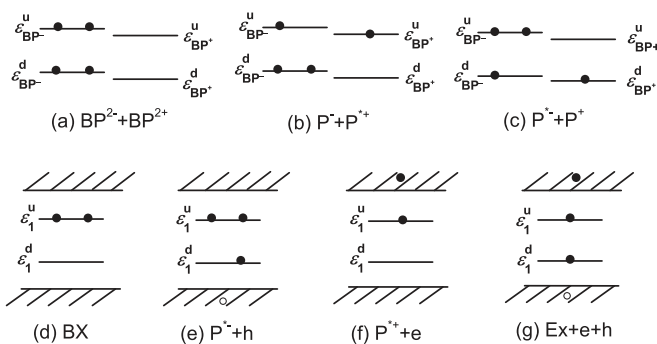 ε^u_BP- ε^u_BP+ ε^u_BP- ε^u_BP+ ε^u_BP- ε^u_BP+
ε^d_BP- ε^d_BP+ ε^d_BP- ε^d_BP+ ε^d_BP- ε^d_BP+
(a) BP²⁻+BP²⁺ (b) P⁻+P*⁺ (c) P*⁻+P⁺
ε^u_1 ε^u_1 ε^u_1 ε^u_1
ε^d_1 ε^d_1 ε^d_1 ε^d_1
(d) BX (e) P*⁻+h (f) P*⁺+e (g) Ex+e+h